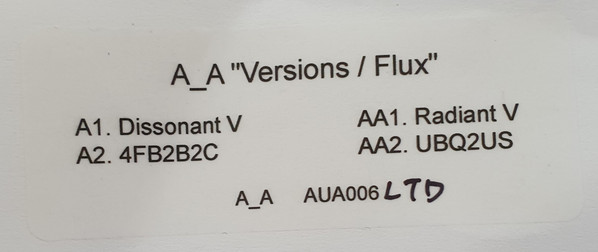 A_A "Versions / Flux"
A1. Dissonant V
A2. 4FB2B2C
AA1. Radiant V
AA2. UBQ2US
A_A AUA006 LTD